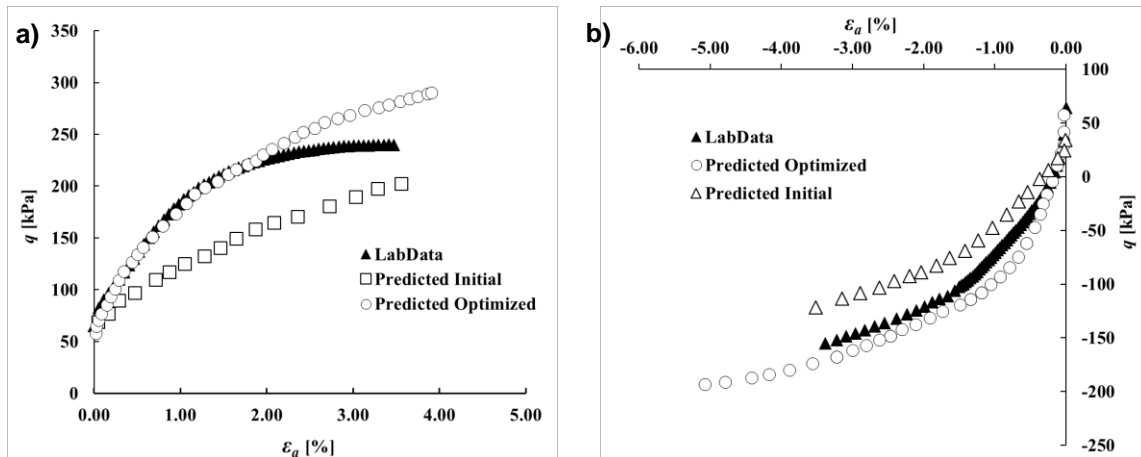 a)
350
300
250
200
150
100
50
0
q [kPa]
LabData
Predicted Initial
Predicted Optimized
0.00 1.00 2.00 3.00 4.00 5.00
εa [%]
b)
εa [%]
-6.00 -5.00 -4.00 -3.00 -2.00 -1.00 0.00
100
50
0
-50
-100
-150
-200
-250
q [kPa]
LabData
Predicted Optimized
Predicted Initial